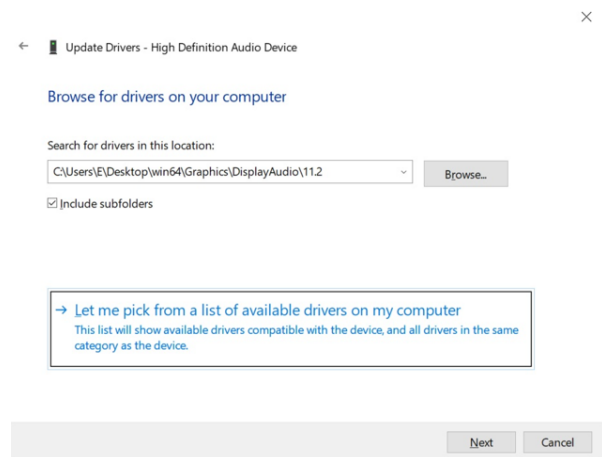 Update Drivers - High Definition Audio Device
Browse for drivers on your computer
Search for drivers in this location:
C:\Users\E\Desktop\win64\Graphics\DisplayAudio\11.2
Browse...
Include subfolders
Let me pick from a list of available drivers on my computer
This list will show available drivers compatible with the device, and all drivers in the same
category as the device.
Next
Cancel